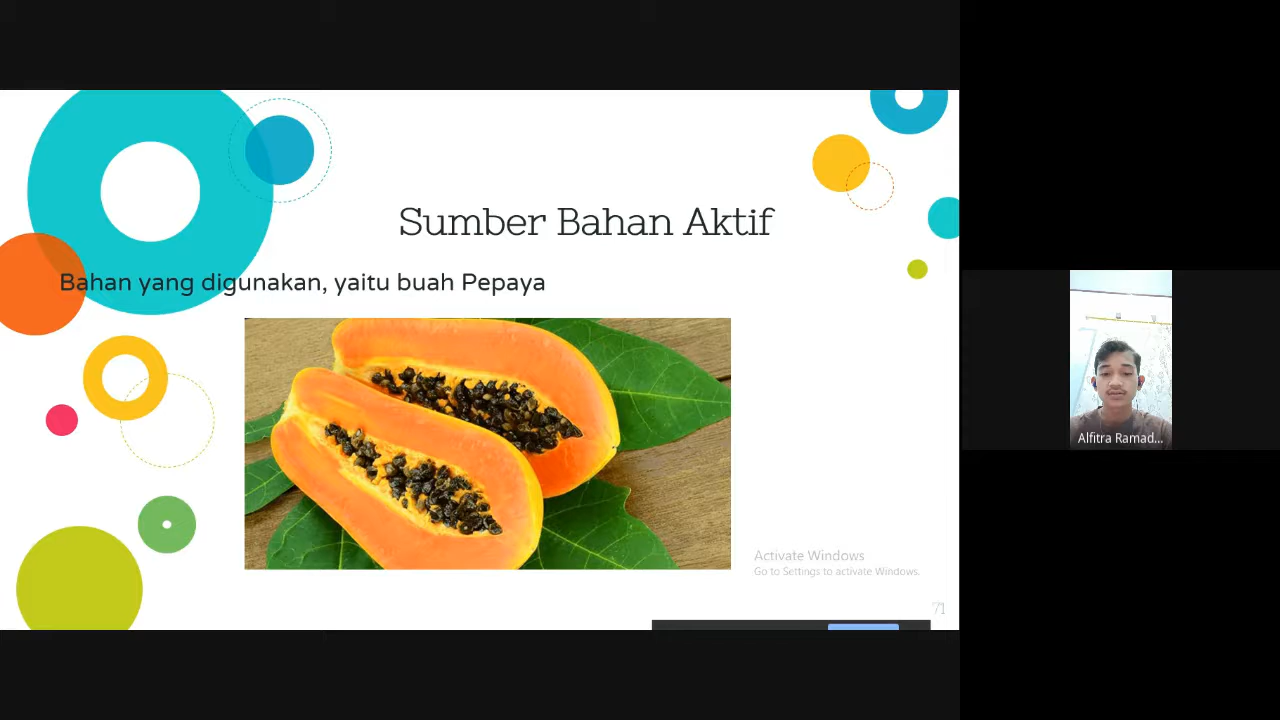 Sumber Bahan Aktif
Bahan yang digunakan, yaitu buah Pepaya
Activate Windows
Go to Settings to activate Windows.
71
Alfitra Ramad...